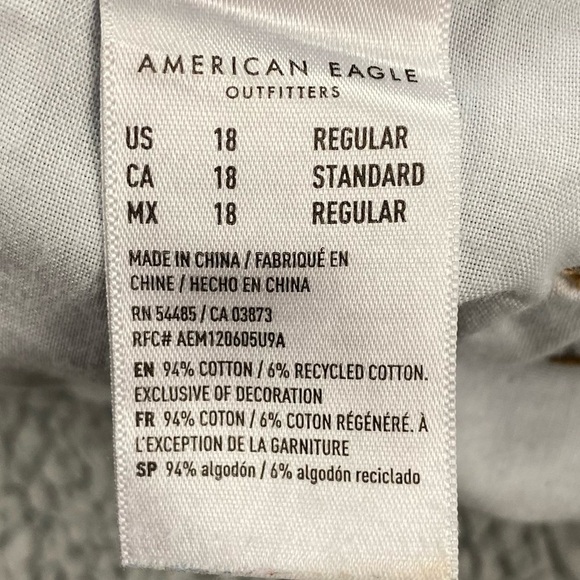 AMERICAN EAGLE
OUTFITTERS
US 18 REGULAR
CA 18 STANDARD
MX 18 REGULAR
MADE IN CHINA / FABRIQUÉ EN
CHINE / HECHO EN CHINA
RN 54485 / CA 03873
RFC# AEM120605U9A
EN 94% COTTON / 6% RECYCLED COTTON.
EXCLUSIVE OF DECORATION
FR 94% COTON / 6% COTON RÉGÉNÉRÉ. À
L'EXCEPTION DE LA GARNITURE
SP 94% algodón / 6% algodón reciclado